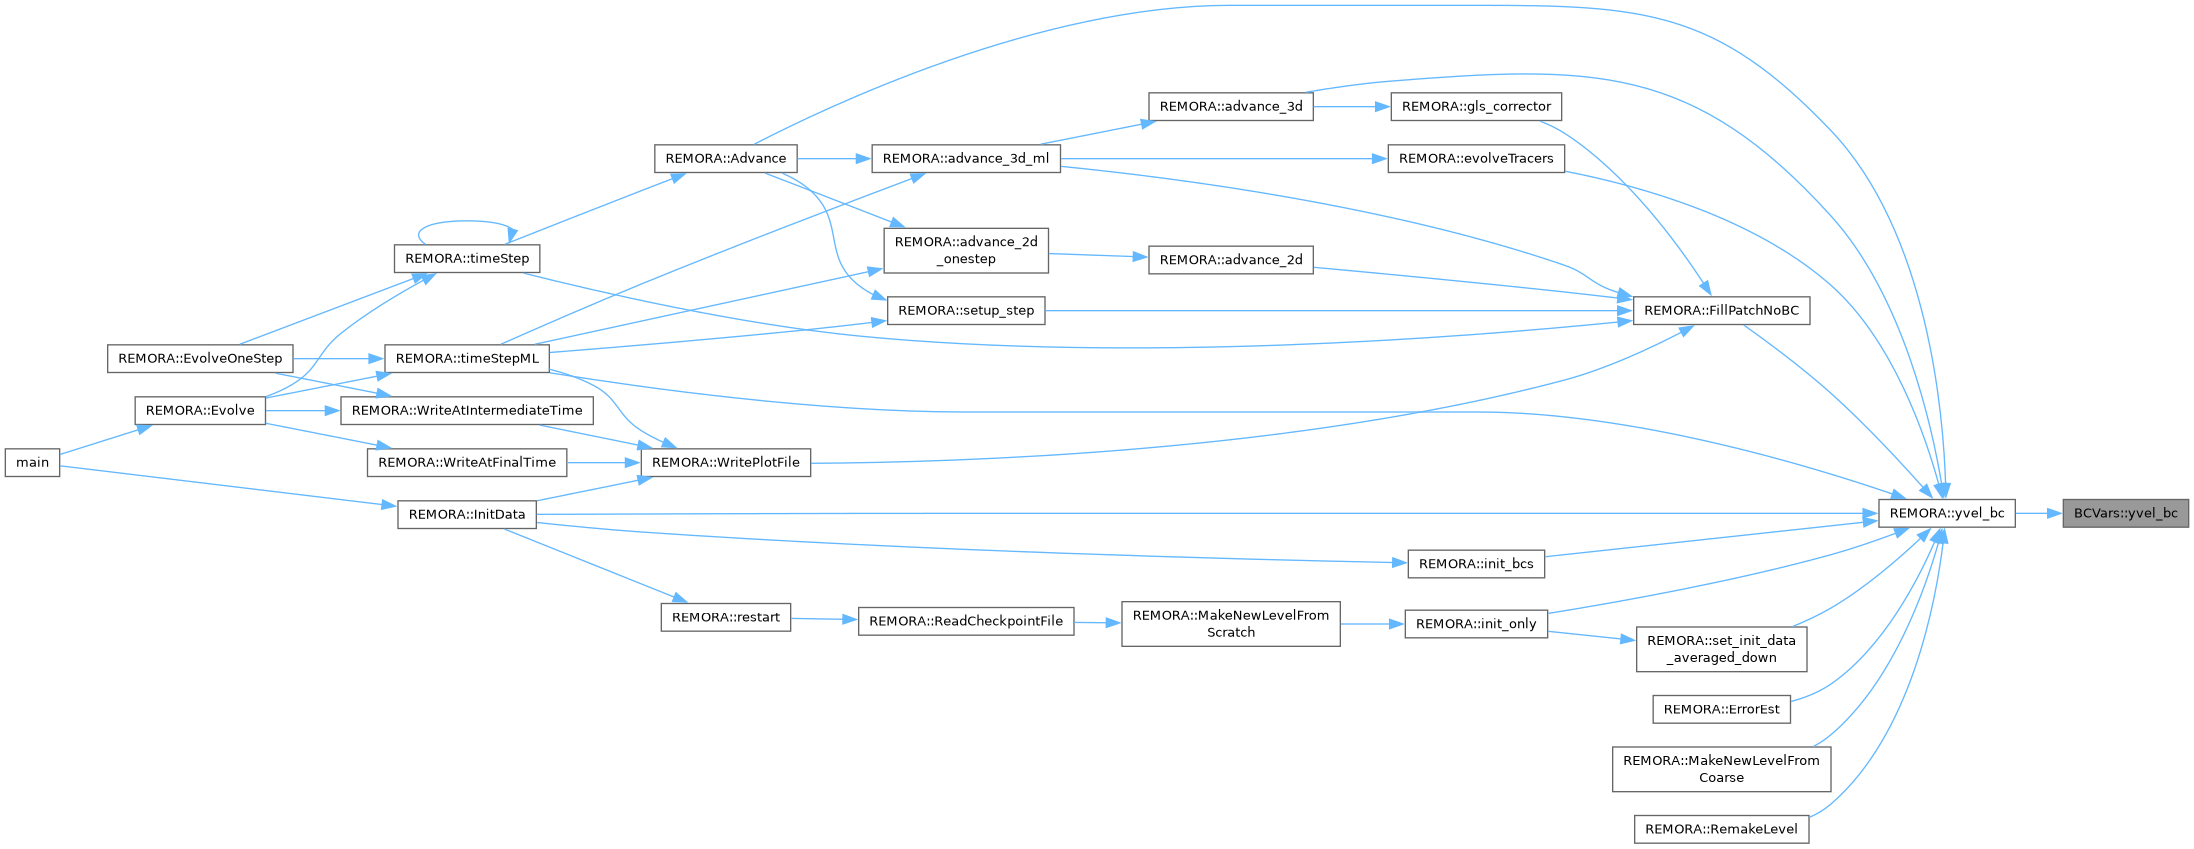 REMORA::advance_3d
REMORA::gls_corrector
REMORA::Advance
REMORA::advance_3d_ml
REMORA::evolveTracers
REMORA::timeStep
REMORA::advance_2d
_onestep
REMORA::advance_2d
REMORA::setup_step
REMORA::FillPatchNoBC
REMORA::EvolveOneStep
REMORA::timeStepML
REMORA::Evolve
REMORA::WriteAtIntermediateTime
main
REMORA::WriteAtFinalTime
REMORA::WritePlotFile
REMORA::InitData
REMORA::yvel_bc
BCVars::yvel_bc
REMORA::init_bcs
REMORA::restart
REMORA::ReadCheckpointFile
REMORA::MakeNewLevelFrom
Scratch
REMORA::init_only
REMORA::set_init_data
_averaged_down
REMORA::ErrorEst
REMORA::MakeNewLevelFrom
Coarse
REMORA::RemakeLevel